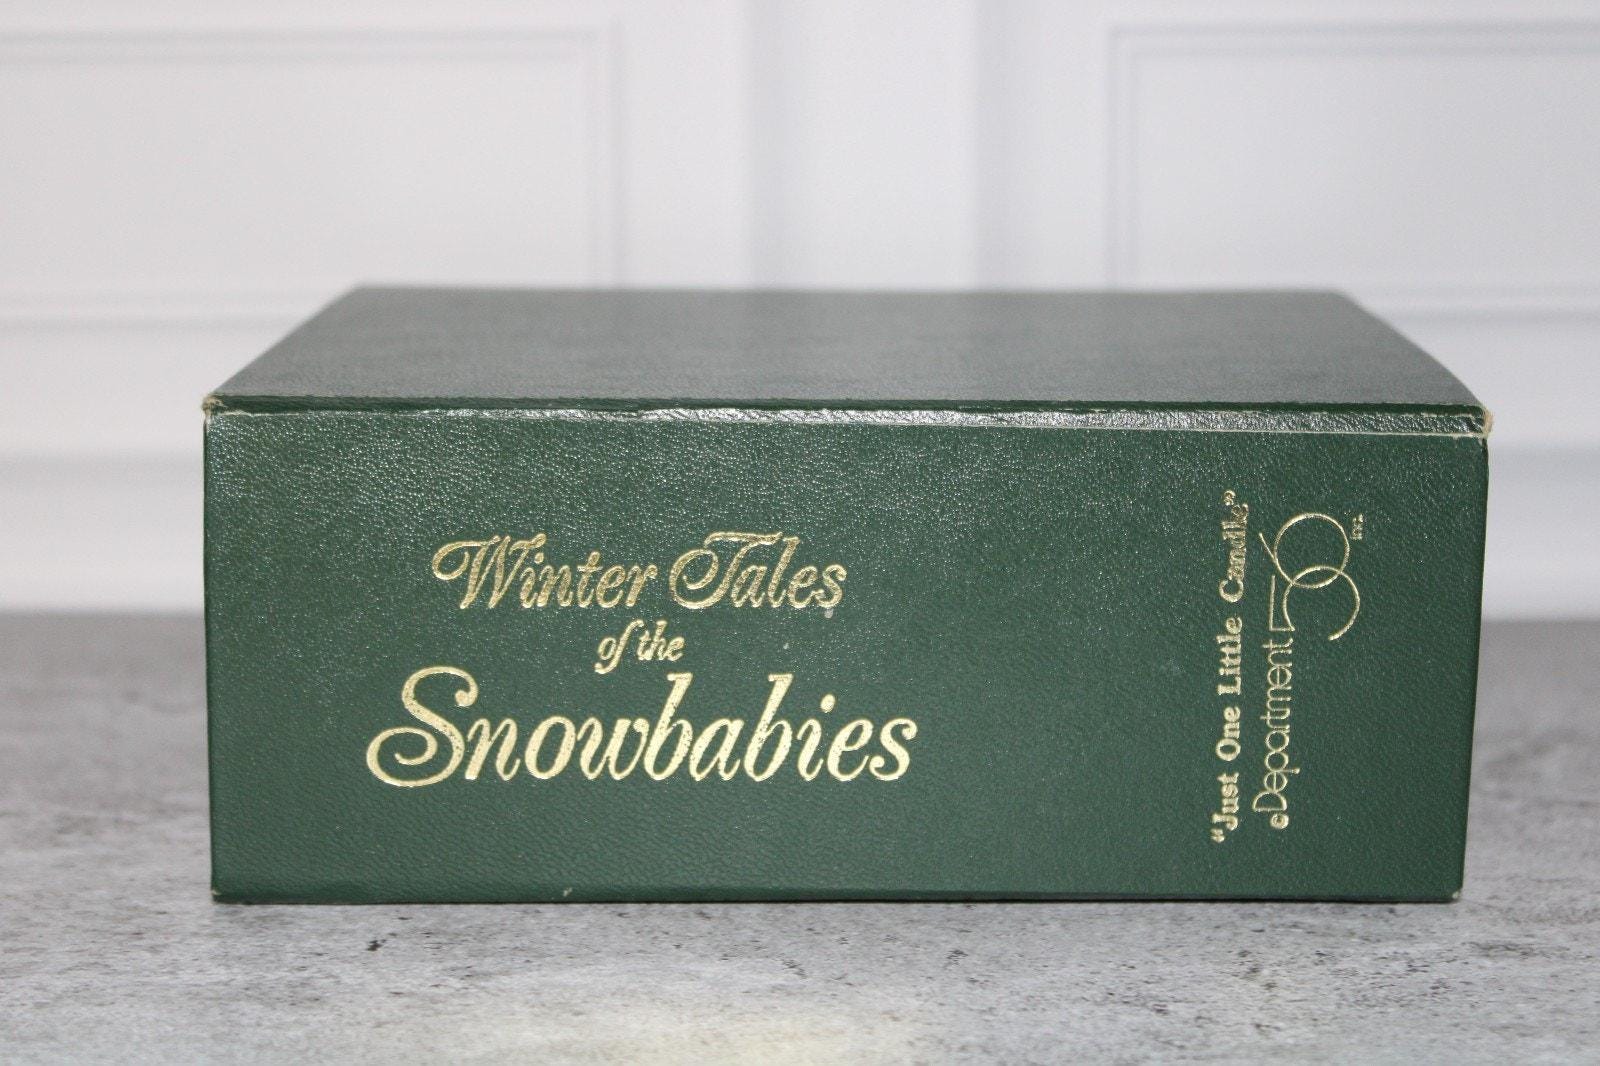 Winter Tales
of the
Snowbabies
“Just One Little Candle”
©Department 56 Inc.